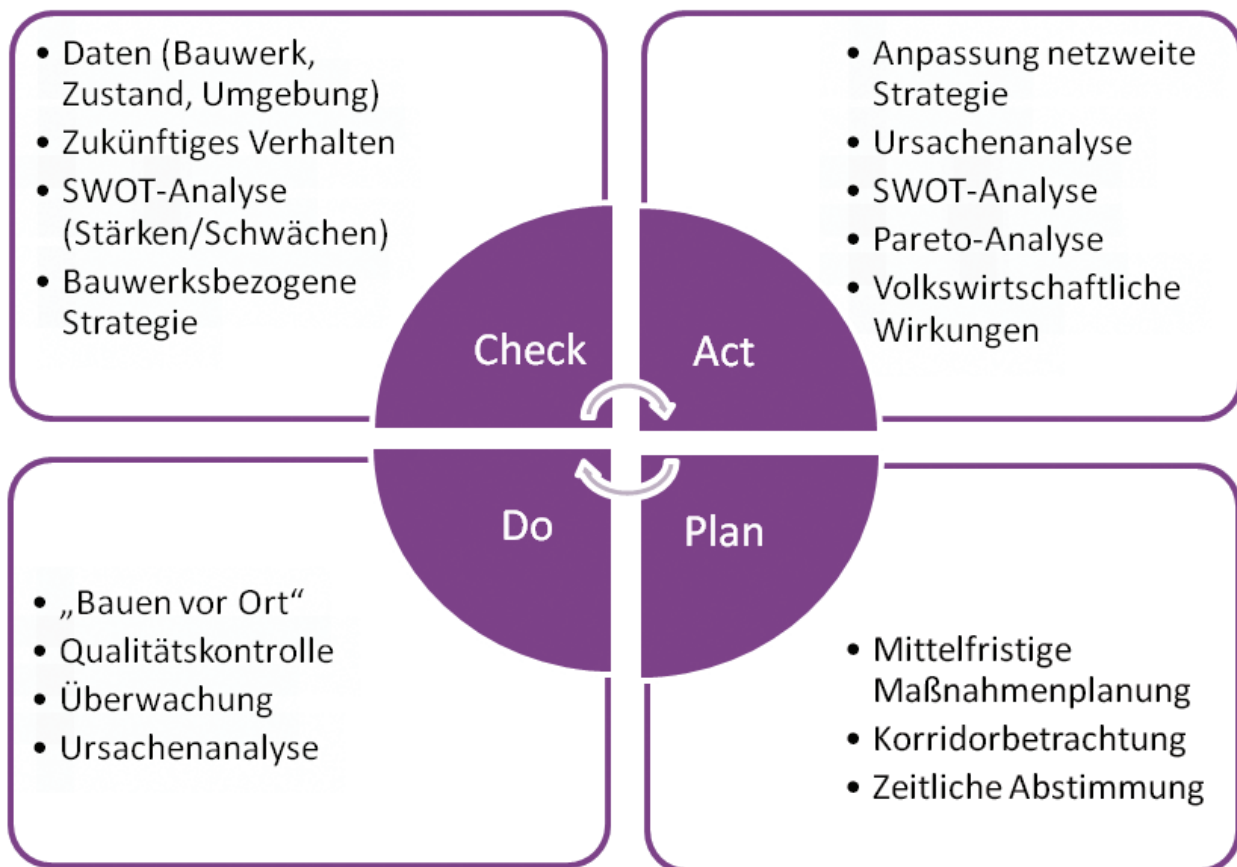 • Daten (Bauwerk,
Zustand, Umgebung)
• Zukünftiges Verhalten
• SWOT-Analyse
(Stärken/Schwächen)
• Bauwerksbezogene
Strategie
• Anpassung netzweite
Strategie
• Ursachenanalyse
• SWOT-Analyse
• Pareto-Analyse
• Volkswirtschaftliche
Wirkungen
Check
Act
Do
Plan
• „Bauen vor Ort“
• Qualitätskontrolle
• Überwachung
• Ursachenanalyse
• Mittelfristige
Maßnahmenplanung
• Korridorbetrachtung
• Zeitliche Abstimmung